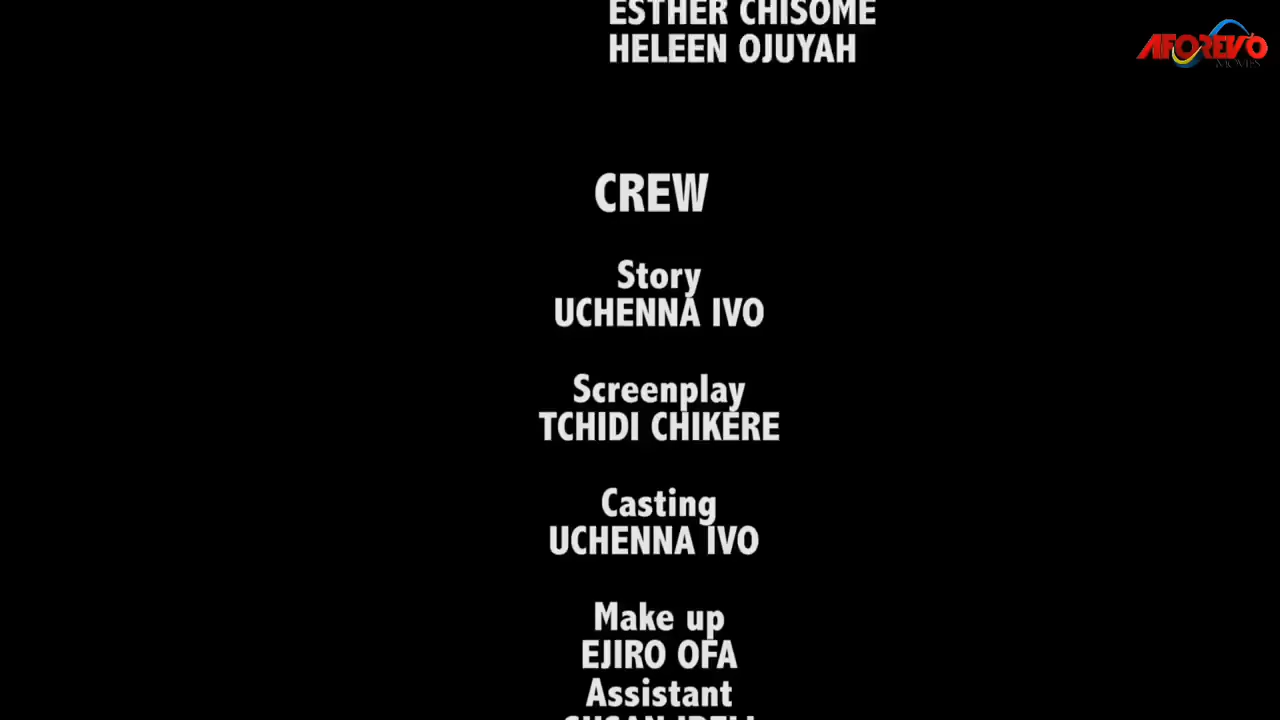 ESTHER CHISOME
HELEEN OJUYAH
AFOREVO
MOVIES
CREW
Story
UCHENNA IVO
Screenplay
TCHIDI CHIKERE
Casting
UCHENNA IVO
Make up
EJIRO OFA
Assistant